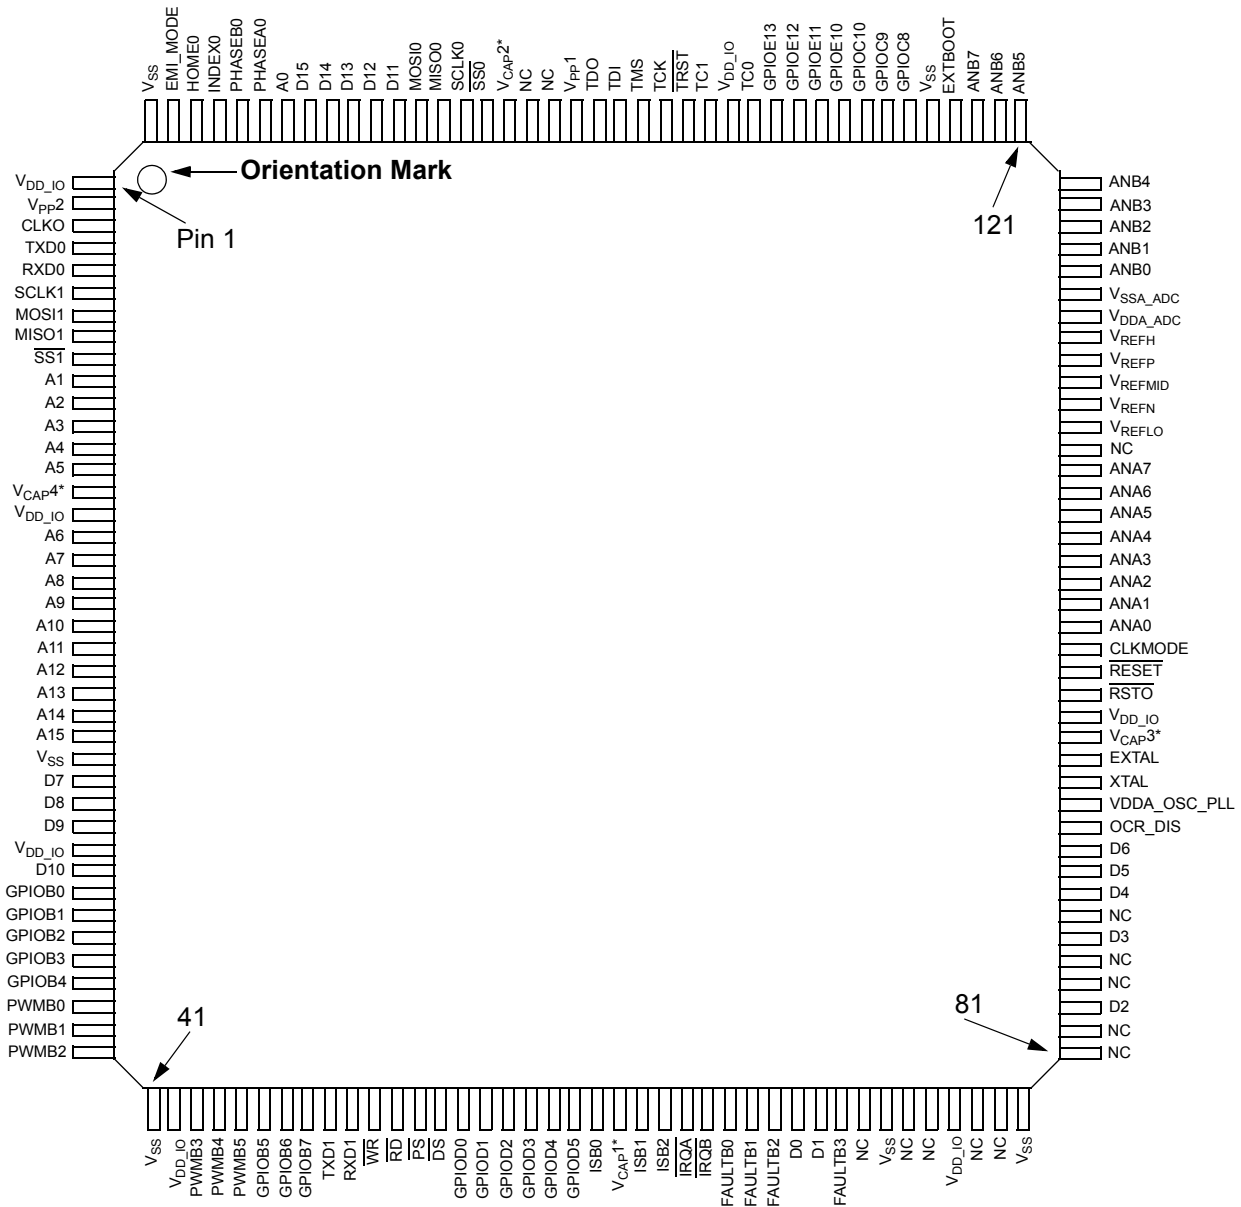 VSS
EMI_MODE
HOME0
INDEX0
PHASEB0
PHASEA0
A0
D15
D14
D13
D12
D11
MOSI0
MISO0
SCLK0
SS0
VCAP2*
NC
NC
VPP1
TDO
TDI
TMS
TCK
TRST
TC1
VDD_IO
TC0
GPIOE13
GPIOE12
GPIOE11
GPIOE10
GPIOC10
GPIOC9
GPIOC8
VSS
EXTBOOT
ANB7
ANB6
ANB5
Orientation Mark
Pin 1
121
VDD_IO
VPP2
CLKO
TXD0
RXD0
SCLK1
MOSI1
MISO1
SS1
A1
A2
A3
A4
A5
VCAP4*
VDD_IO
A6
A7
A8
A9
A10
A11
A12
A13
A14
A15
VSS
D7
D8
D9
VDD_IO
D10
GPIOB0
GPIOB1
GPIOB2
GPIOB3
GPIOB4
PWMB0
PWMB1
PWMB2
ANB4
ANB3
ANB2
ANB1
ANB0
VSSA_ADC
VDDA_ADC
VREFH
VREFP
VREFMID
VREFN
VREFLO
NC
ANA7
ANA6
ANA5
ANA4
ANA3
ANA2
ANA1
ANA0
CLKMODE
RESET
RSTO
VDD_IO
VCAP3*
EXTAL
XTAL
VDDA_OSC_PLL
OCR_DIS
D6
D5
D4
NC
D3
NC
NC
D2
NC
NC
41
81
VSS
VDD_IO
PWMB3
PWMB4
PWMB5
GPIOB5
GPIOB6
GPIOB7
TXD1
RXD1
WR
RD
PS
DS
GPIOD0
GPIOD1
GPIOD2
GPIOD3
GPIOD4
GPIOD5
ISB0
VCAP1*
ISB1
ISB2
IRQA
IRQB
FAULTB0
FAULTB1
FAULTB2
D0
D1
FAULTB3
NC
VSS
NC
NC
VDD_IO
NC
NC
VSS